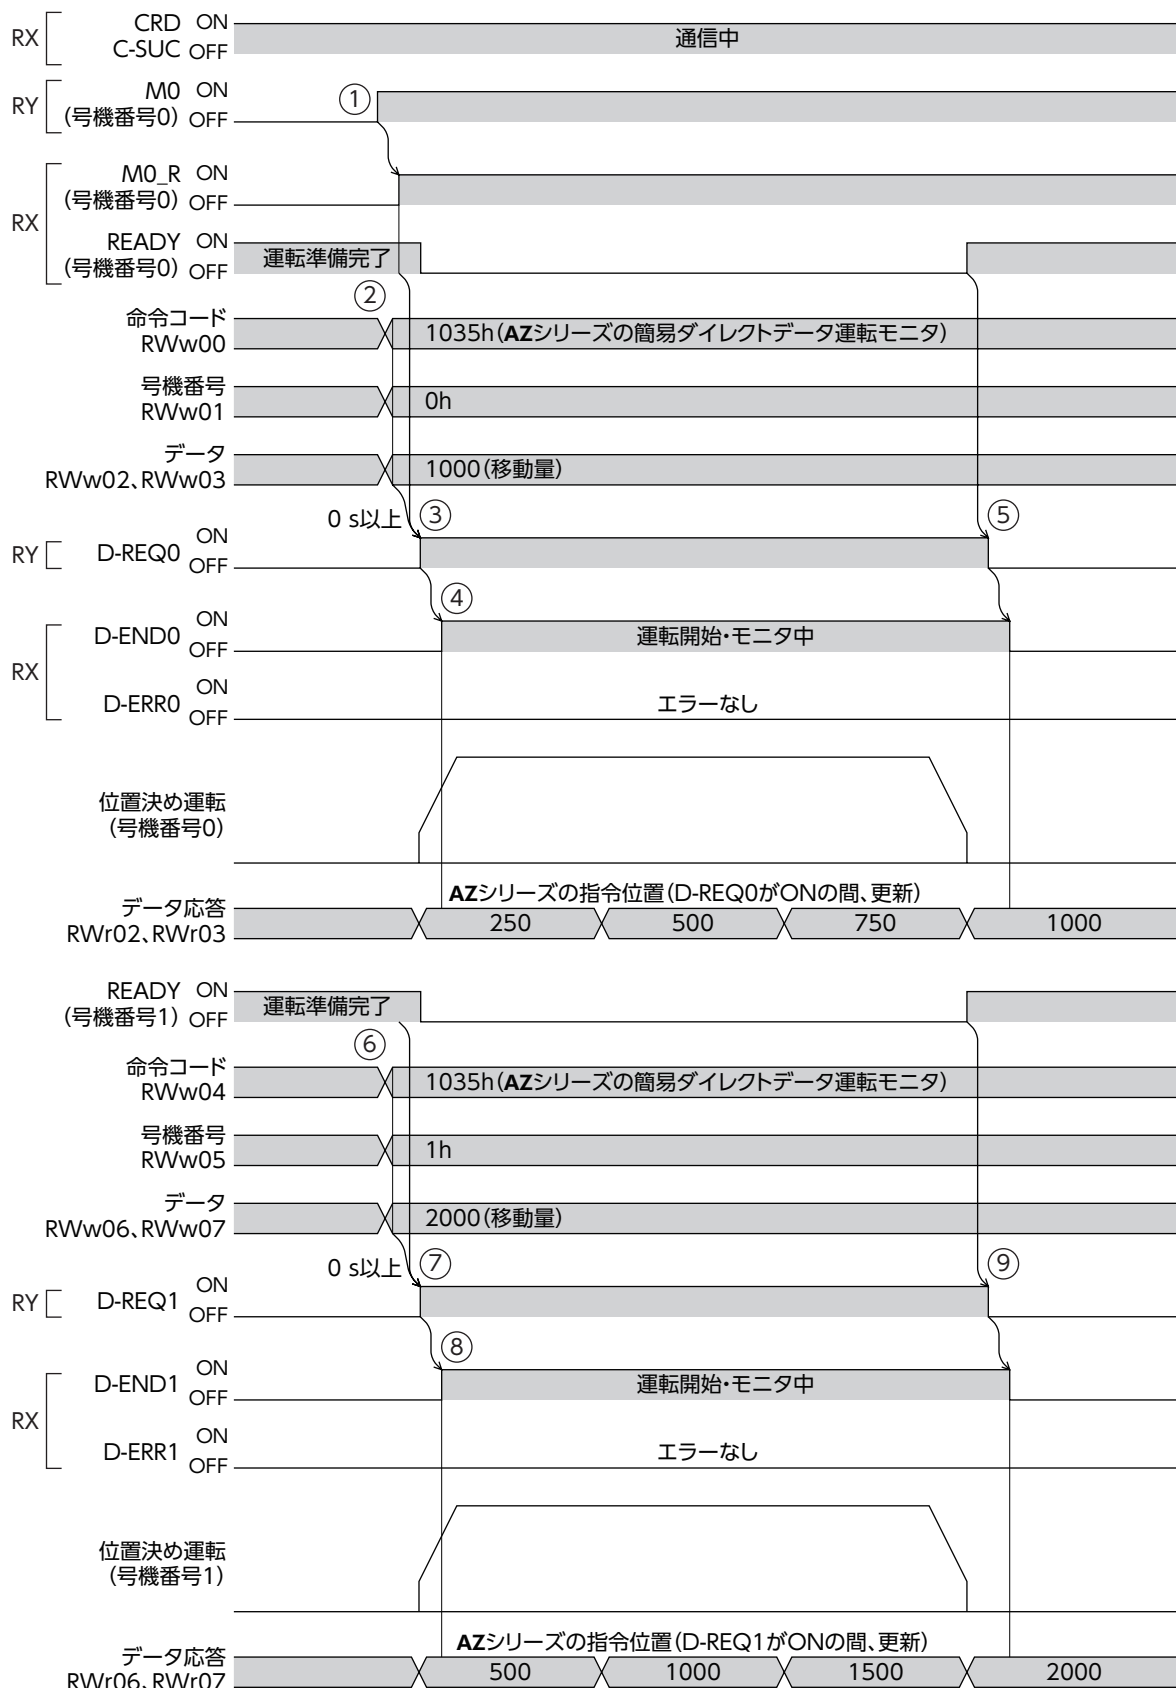 RX
CRD ON
C-SUC OFF
通信中
RY
M0 ON
(号機番号0) OFF
①
RX
M0_R ON
(号機番号0) OFF
READY ON
(号機番号0) OFF
運転準備完了
②
命令コード
RWw00
1035h(AZシリーズの簡易ダイレクトデータ運転モニタ)
号機番号
RWw01
0h
データ
RWw02、RWw03
1000(移動量)
0 s以上
③
⑤
RY
D-REQ0
ON
OFF
④
RX
D-END0
ON
OFF
運転開始・モニタ中
D-ERR0
ON
OFF
エラーなし
位置決め運転
(号機番号0)
AZシリーズの指令位置(D-REQ0がONの間、更新)
データ応答
RWr02、RWr03
250 500 750 1000
READY ON
(号機番号1) OFF
運転準備完了
⑥
命令コード
RWw04
1035h(AZシリーズの簡易ダイレクトデータ運転モニタ)
号機番号
RWw05
1h
データ
RWw06、RWw07
2000(移動量)
0 s以上
⑦
⑨
RY
D-REQ1
ON
OFF
⑧
RX
D-END1
ON
OFF
運転開始・モニタ中
D-ERR1
ON
OFF
エラーなし
位置決め運転
(号機番号1)
AZシリーズの指令位置(D-REQ1がONの間、更新)
データ応答
RWr06、RWr07
500 1000 1500 2000